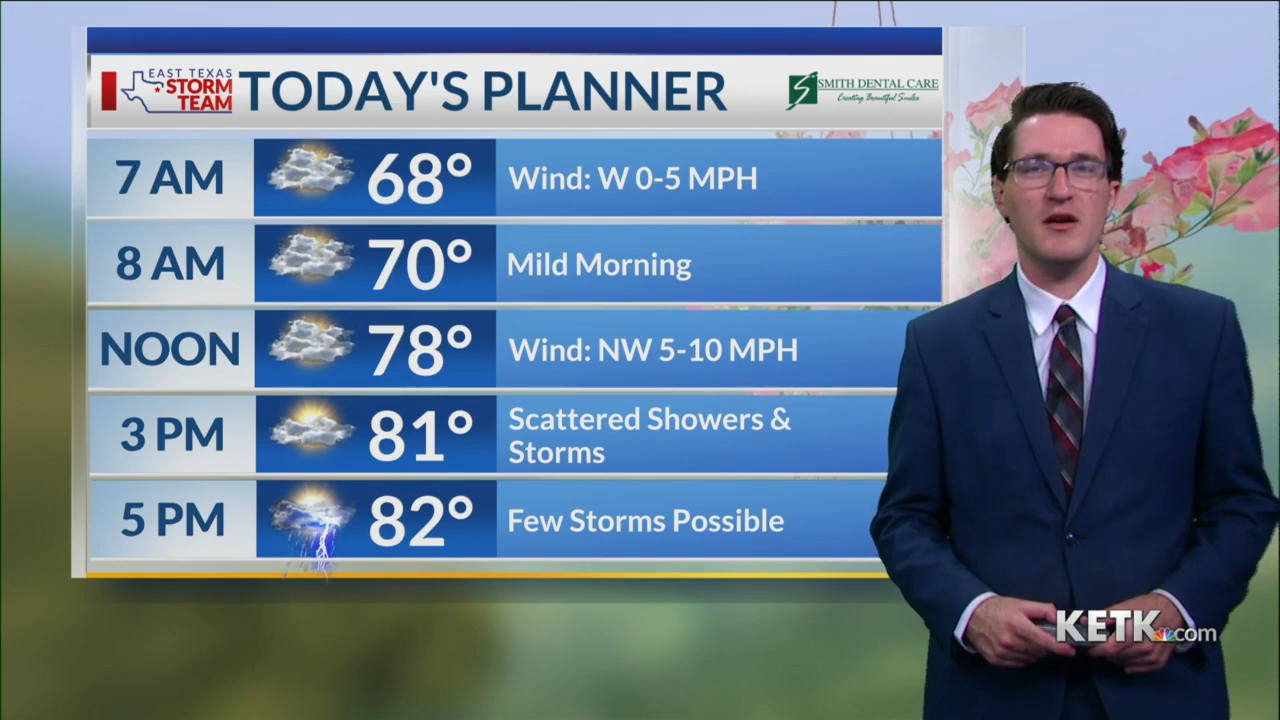 EAST TEXAS
STORM
TEAM
TODAY'S PLANNER
SMITH DENTAL CARE
Creating Beautiful Smiles
7 AM
68°
Wind: W 0-5 MPH
8 AM
70°
Mild Morning
NOON
78°
Wind: NW 5-10 MPH
3 PM
81°
Scattered Showers &
Storms
5 PM
82°
Few Storms Possible
KETK.com